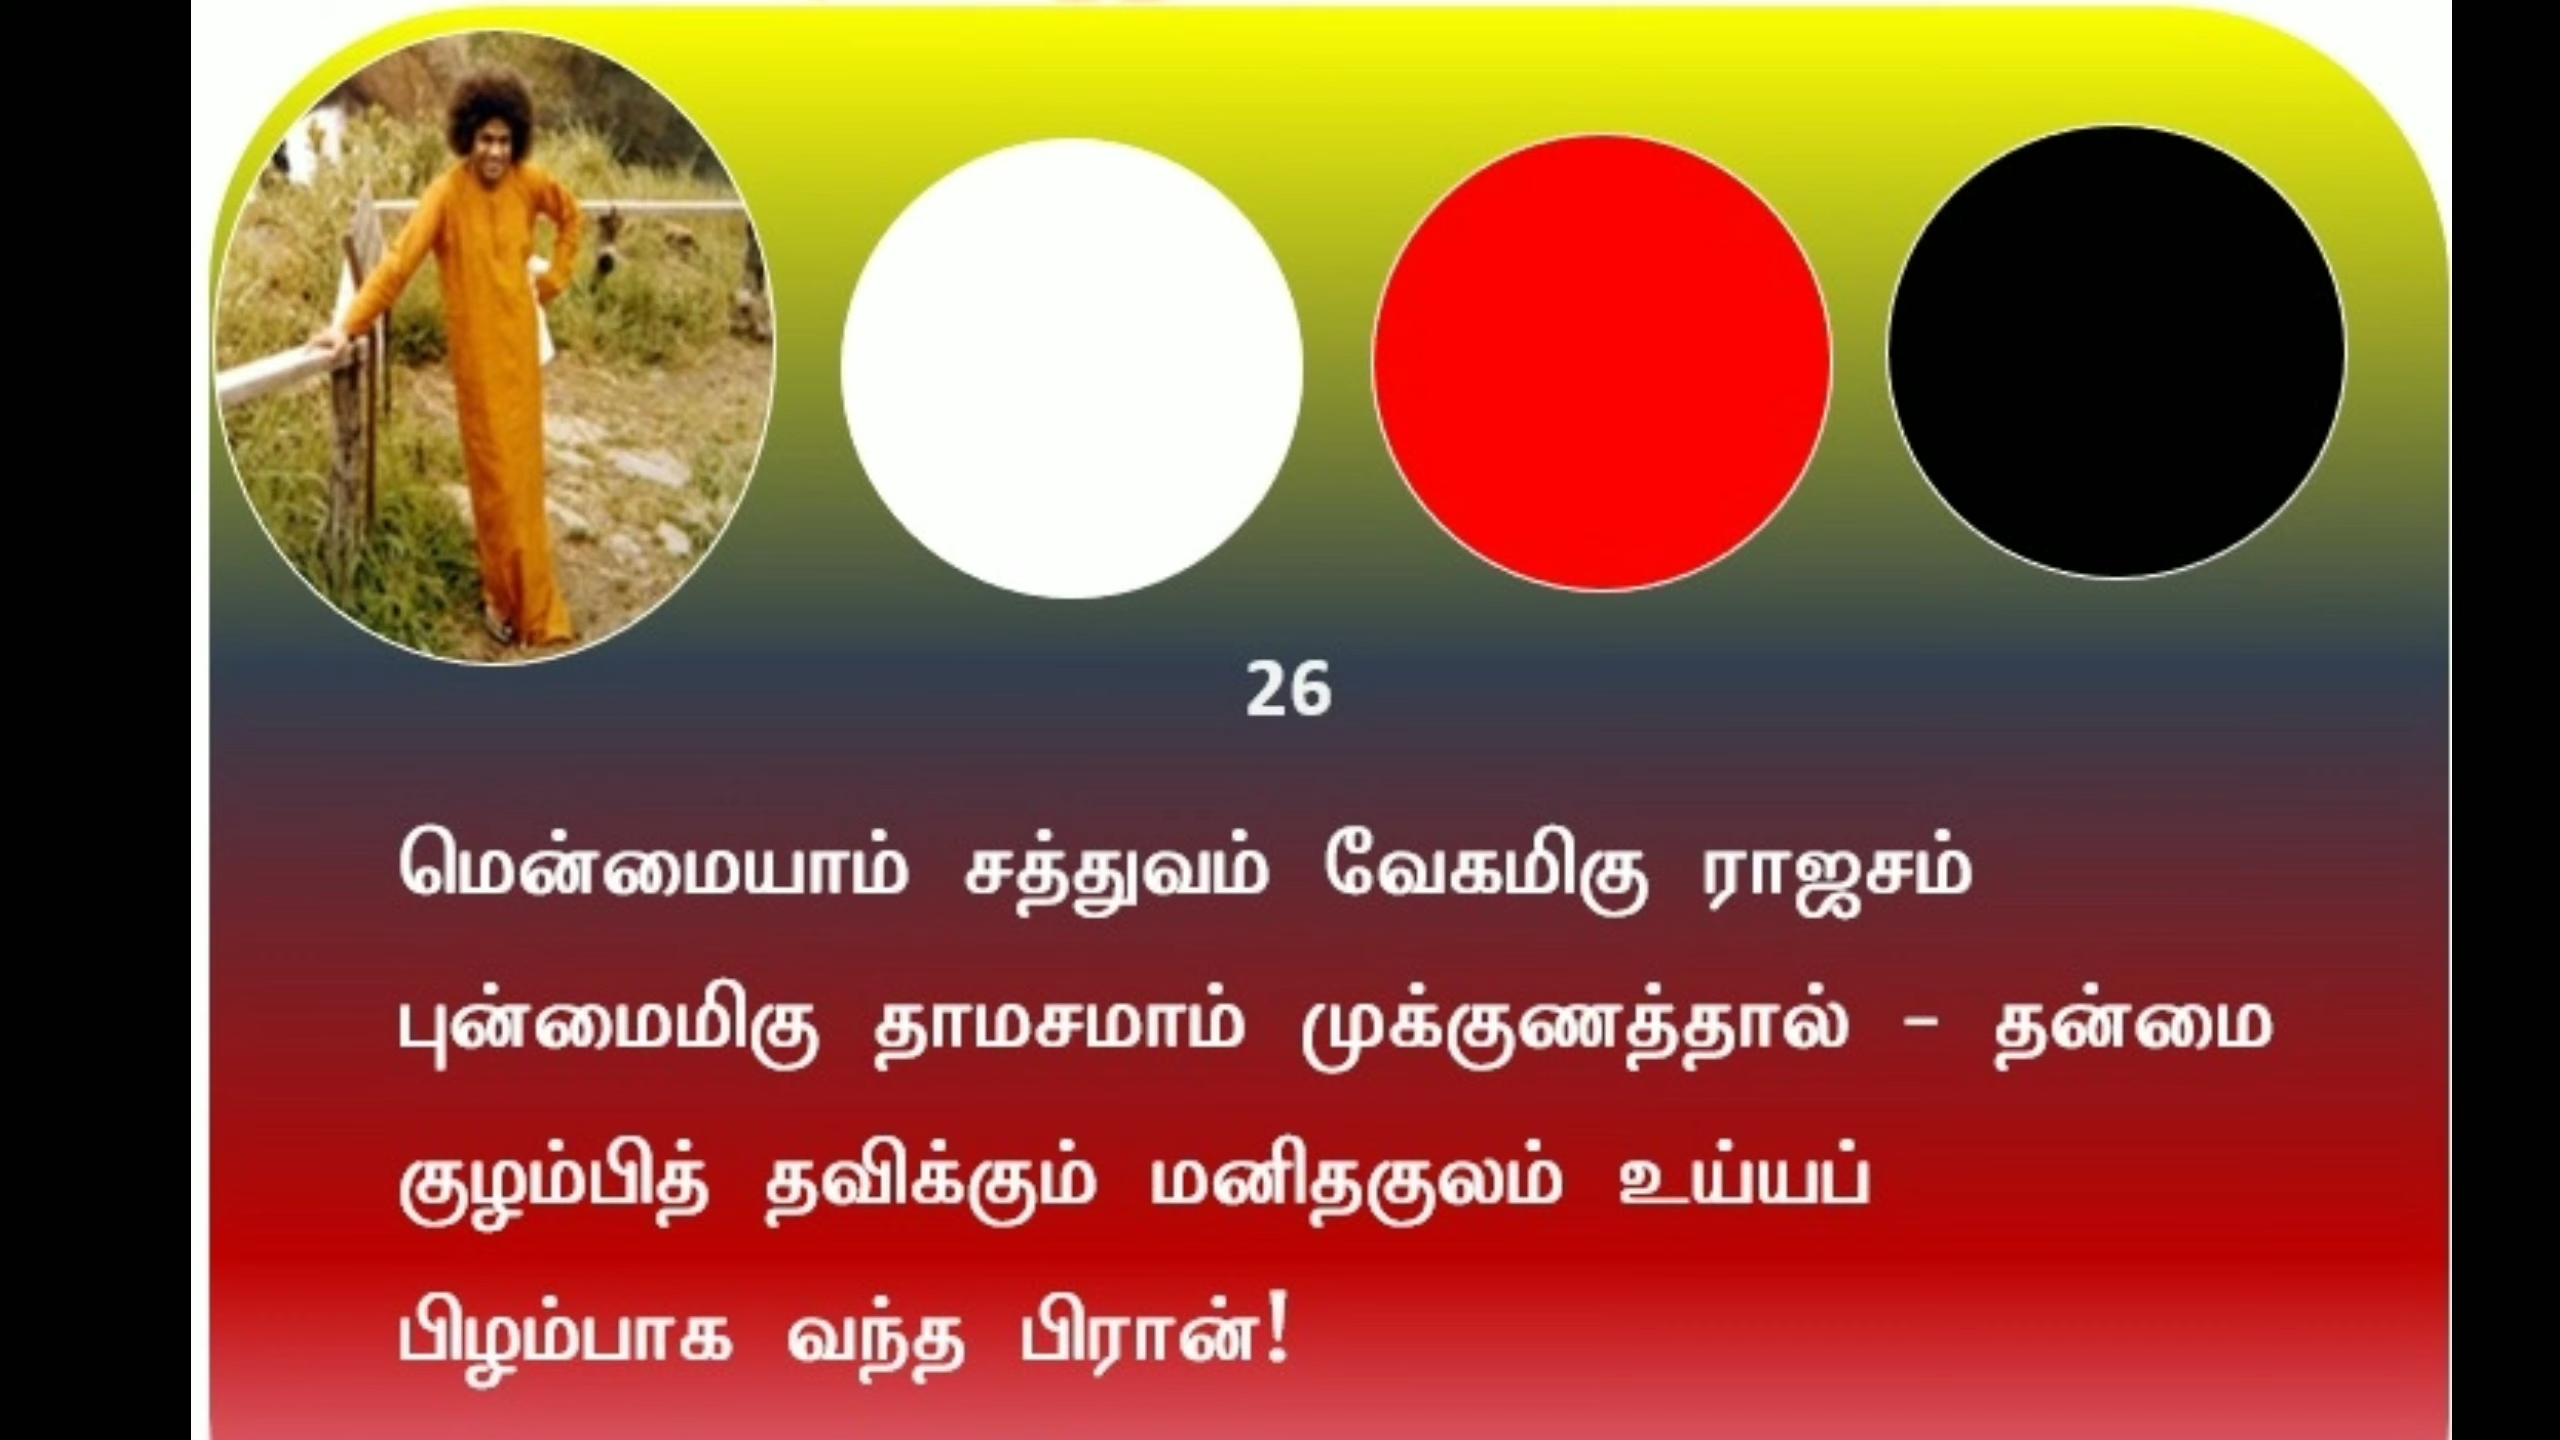 26
மென்மையாம் சத்துவம் வேகமிகு ராஜசம்
புன்மைமிகு தாமசமாம் முக்குணத்தால் - தன்மை
குழம்பித் தவிக்கும் மனிதகுலம் உய்யப்
பிழம்பாக வந்த பிரான்!